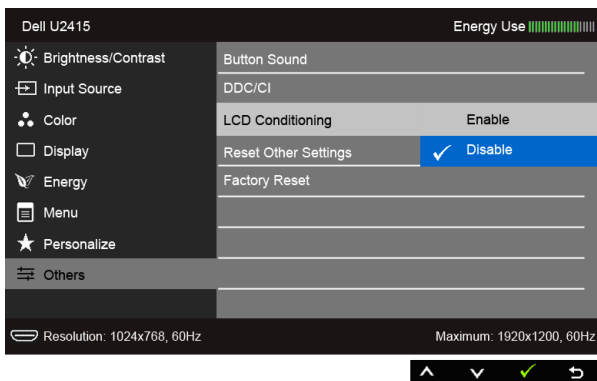 Dell U2415 Energy Use
Brightness/Contrast Button Sound
Input Source DDC/CI
Color LCD Conditioning Enable
Display Reset Other Settings Disable
Energy Factory Reset
Menu
Personalize
Others
Resolution: 1024x768, 60Hz Maximum: 1920x1200, 60Hz